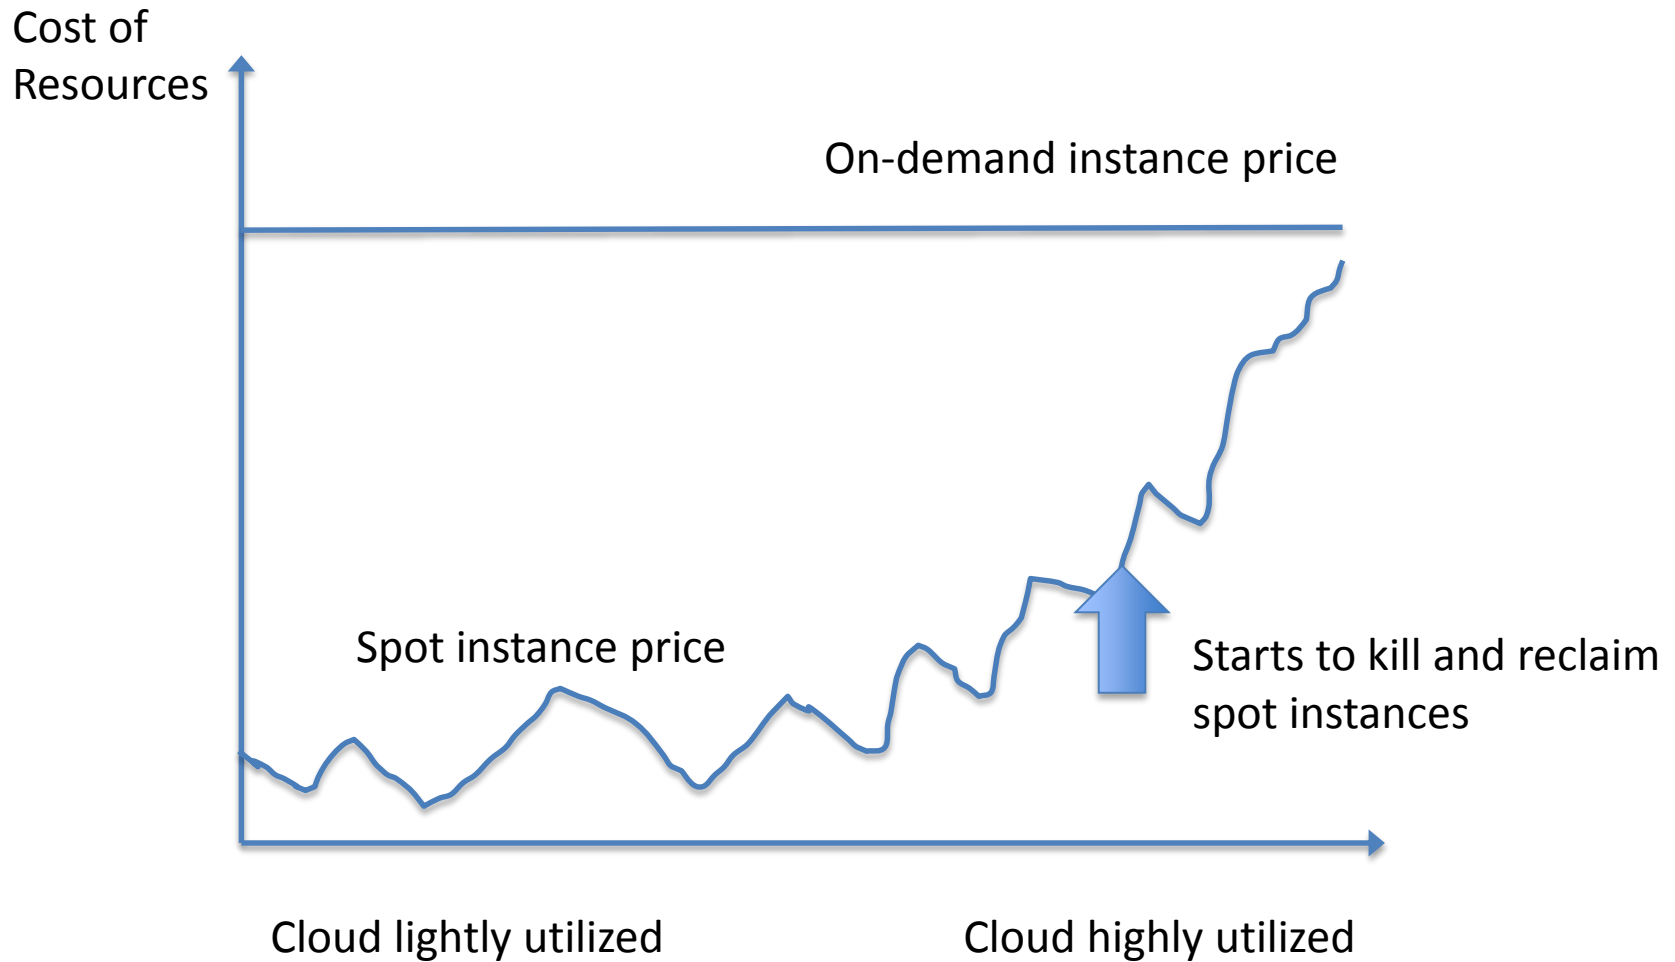 Cost of
Resources
On-demand instance price
Spot instance price
Starts to kill and reclaim
spot instances
Cloud lightly utilized
Cloud highly utilized